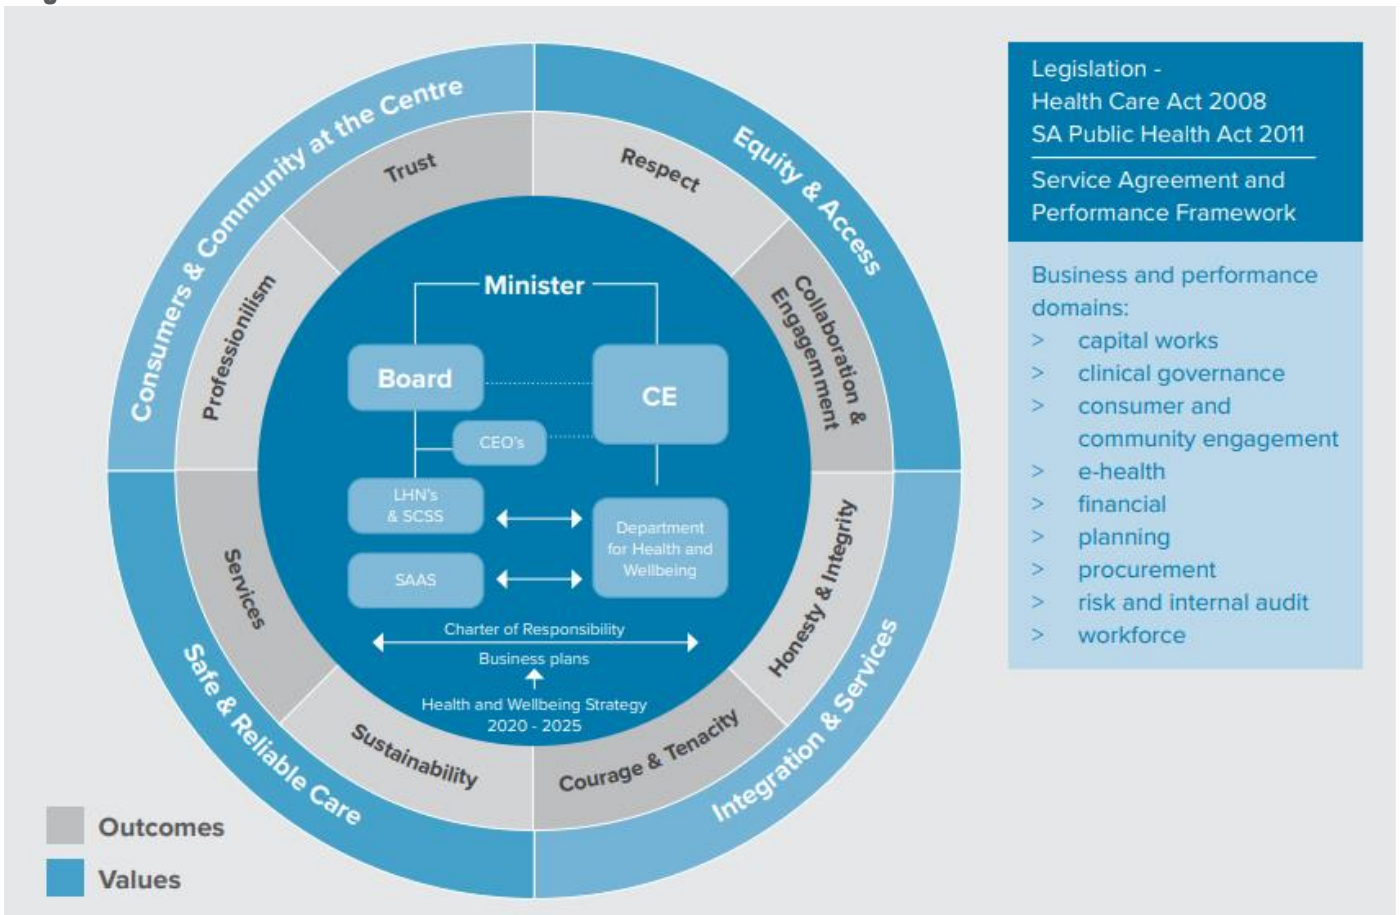 Consumers & Community at the Centre
Equity & Access
Integration & Services
Safe & Reliable Care
Trust
Respect
Collaboration &
Engagemment
Honesty & Integrity
Courage & Tenacity
Sustainability
Services
Professionilism
Minister
Board
CE
CEO's
LHN's
& SCSS
Department
for Health and
Wellbeing
SAAS
Charter of Responsibility
Business plans
Health and Wellbeing Strategy
2020 - 2025
Outcomes
Values
Legislation -
Health Care Act 2008
SA Public Health Act 2011
Service Agreement and
Performance Framework
Business and performance
domains:
> capital works
> clinical governance
> consumer and
community engagement
> e-health
> financial
> planning
> procurement
> risk and internal audit
> workforce